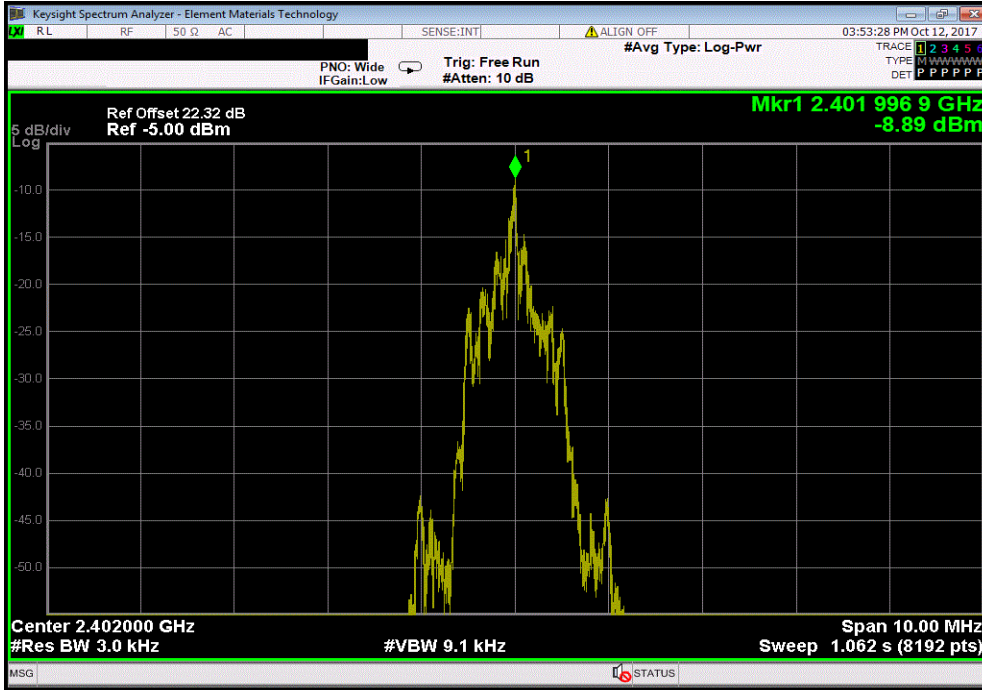 Keysight Spectrum Analyzer - Element Materials Technology
LXI RL RF 50 Ω AC SENSE:INT ALIGN OFF 03:53:28 PM Oct 12, 2017
#Avg Type: Log-Pwr TRACE 1 2 3 4 5 6
PNO: Wide Trig: Free Run TYPE M WWWWW
IFGain:Low #Atten: 10 dB DET P P P P P P
Mkr1 2.401 996 9 GHz
Ref Offset 22.32 dB -8.89 dBm
5 dB/div Ref -5.00 dBm
Log
1
-10.0
-15.0
-20.0
-25.0
-30.0
-35.0
-40.0
-45.0
-50.0
Center 2.402000 GHz Span 10.00 MHz
#Res BW 3.0 kHz #VBW 9.1 kHz Sweep 1.062 s (8192 pts)
MSG STATUS